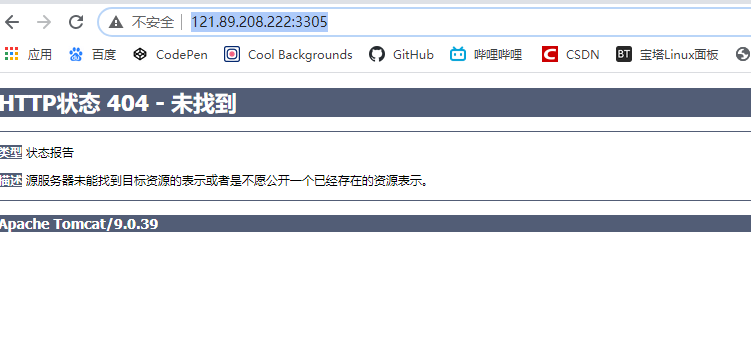 不安全 121.89.208.222:3305
应用 百度 CodePen Cool Backgrounds GitHub 哔哩哔哩 CSDN BT 宝塔Linux面板
HTTP状态 404 - 未找到
类型 状态报告
描述 源服务器未能找到目标资源的表示或者是不愿公开一个已经存在的资源表示。
Apache Tomcat/9.0.39